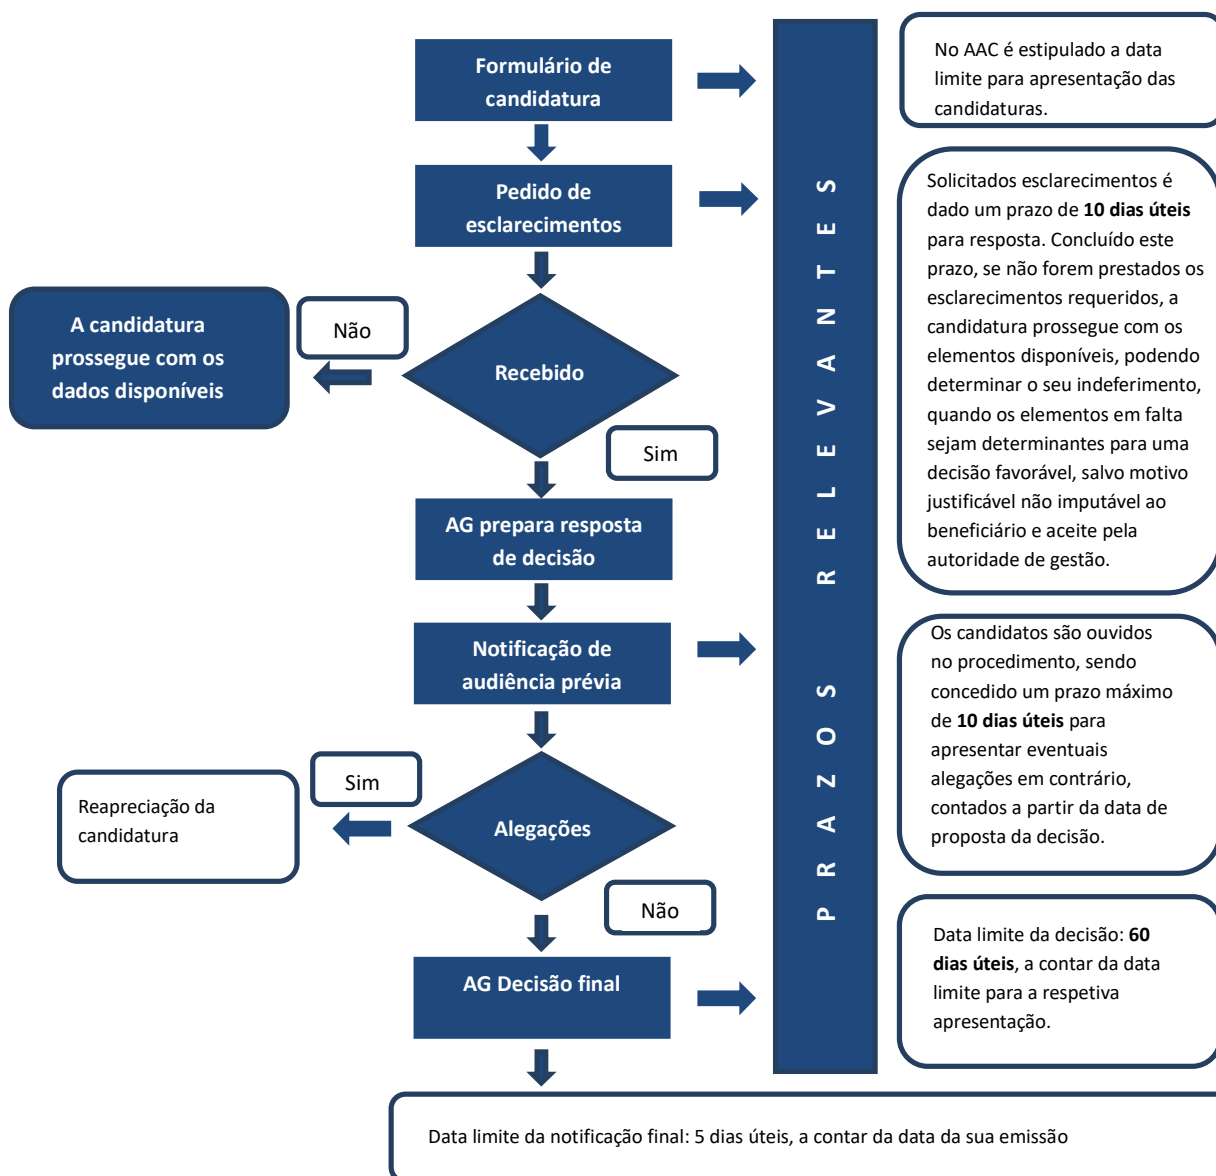 Formulário de
candidatura
No AAC é estipulado a data
limite para apresentação das
candidaturas.
Pedido de
esclarecimentos
Solicitados esclarecimentos é
dado um prazo de 10 dias úteis
para resposta. Concluído este
prazo, se não forem prestados os
esclarecimentos requeridos, a
candidatura prossegue com os
elementos disponíveis, podendo
determinar o seu indeferimento,
quando os elementos em falta
sejam determinantes para uma
decisão favorável, salvo motivo
justificável não imputável ao
beneficiário e aceite pela
autoridade de gestão.
Recebido
Não
A candidatura
prossegue com os
dados disponíveis
Sim
AG prepara resposta
de decisão
Notificação de
audiência prévia
Os candidatos são ouvidos
no procedimento, sendo
concedido um prazo máximo
de 10 dias úteis para
apresentar eventuais
alegações em contrário,
contados a partir da data de
proposta da decisão.
Alegações
Sim
Reapreciação da
candidatura
Não
AG Decisão final
Data limite da decisão: 60
dias úteis, a contar da data
limite para a respetiva
apresentação.
PRAZOS RELEVANTES
Data limite da notificação final: 5 dias úteis, a contar da data da sua emissão